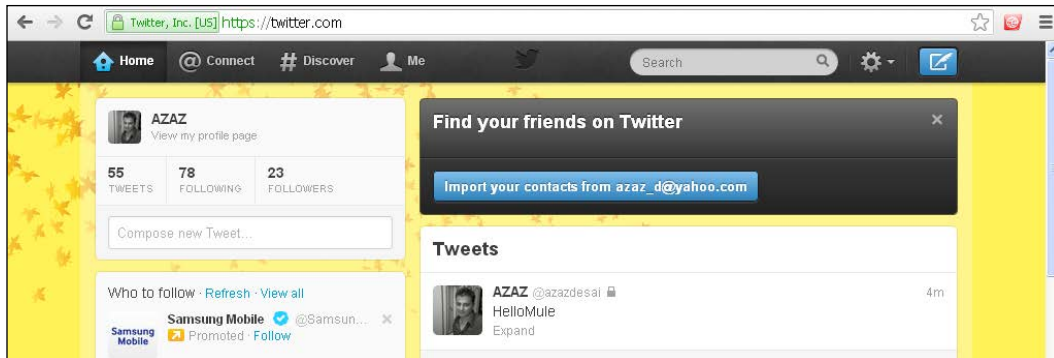 Twitter, Inc. [US] https://twitter.com
Home @ Connect # Discover Me
Search
AZAZ
View my profile page
55 78 23
TWEETS FOLLOWING FOLLOWERS
Compose new Tweet...
Who to follow · Refresh · View all
Samsung Mobile @Samsun...
Promoted · Follow
Samsung
Mobile
Find your friends on Twitter
Import your contacts from azaz_d@yahoo.com
Tweets
AZAZ @azazdesai 4m
HelloMule
Expand